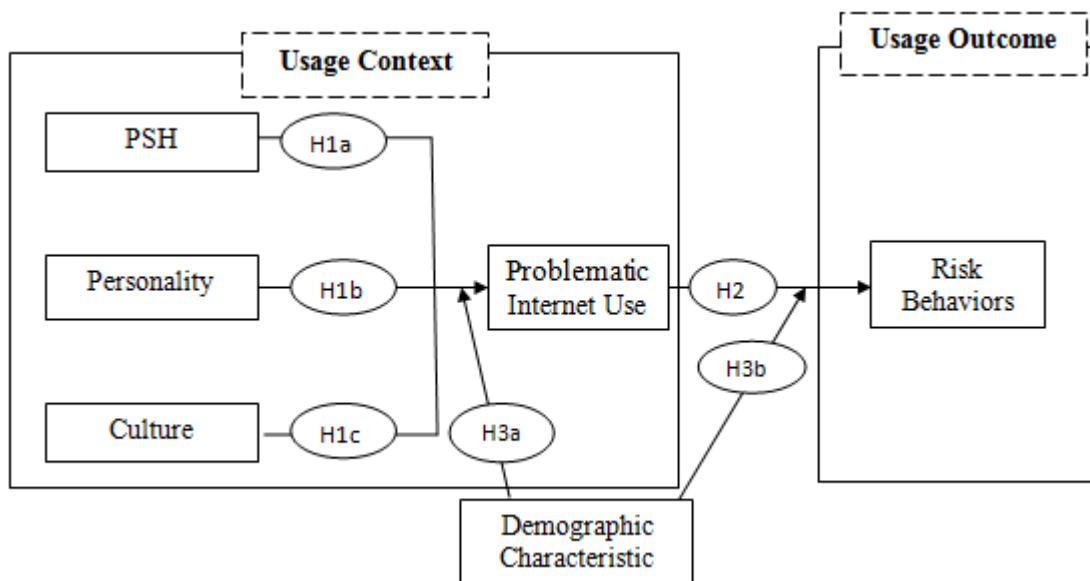 Usage Context
Usage Outcome
PSH
H1a
Personality
H1b
Problematic
Internet Use
H2
Risk
Behaviors
H3b
Culture
H1c
H3a
Demographic
Characteristic